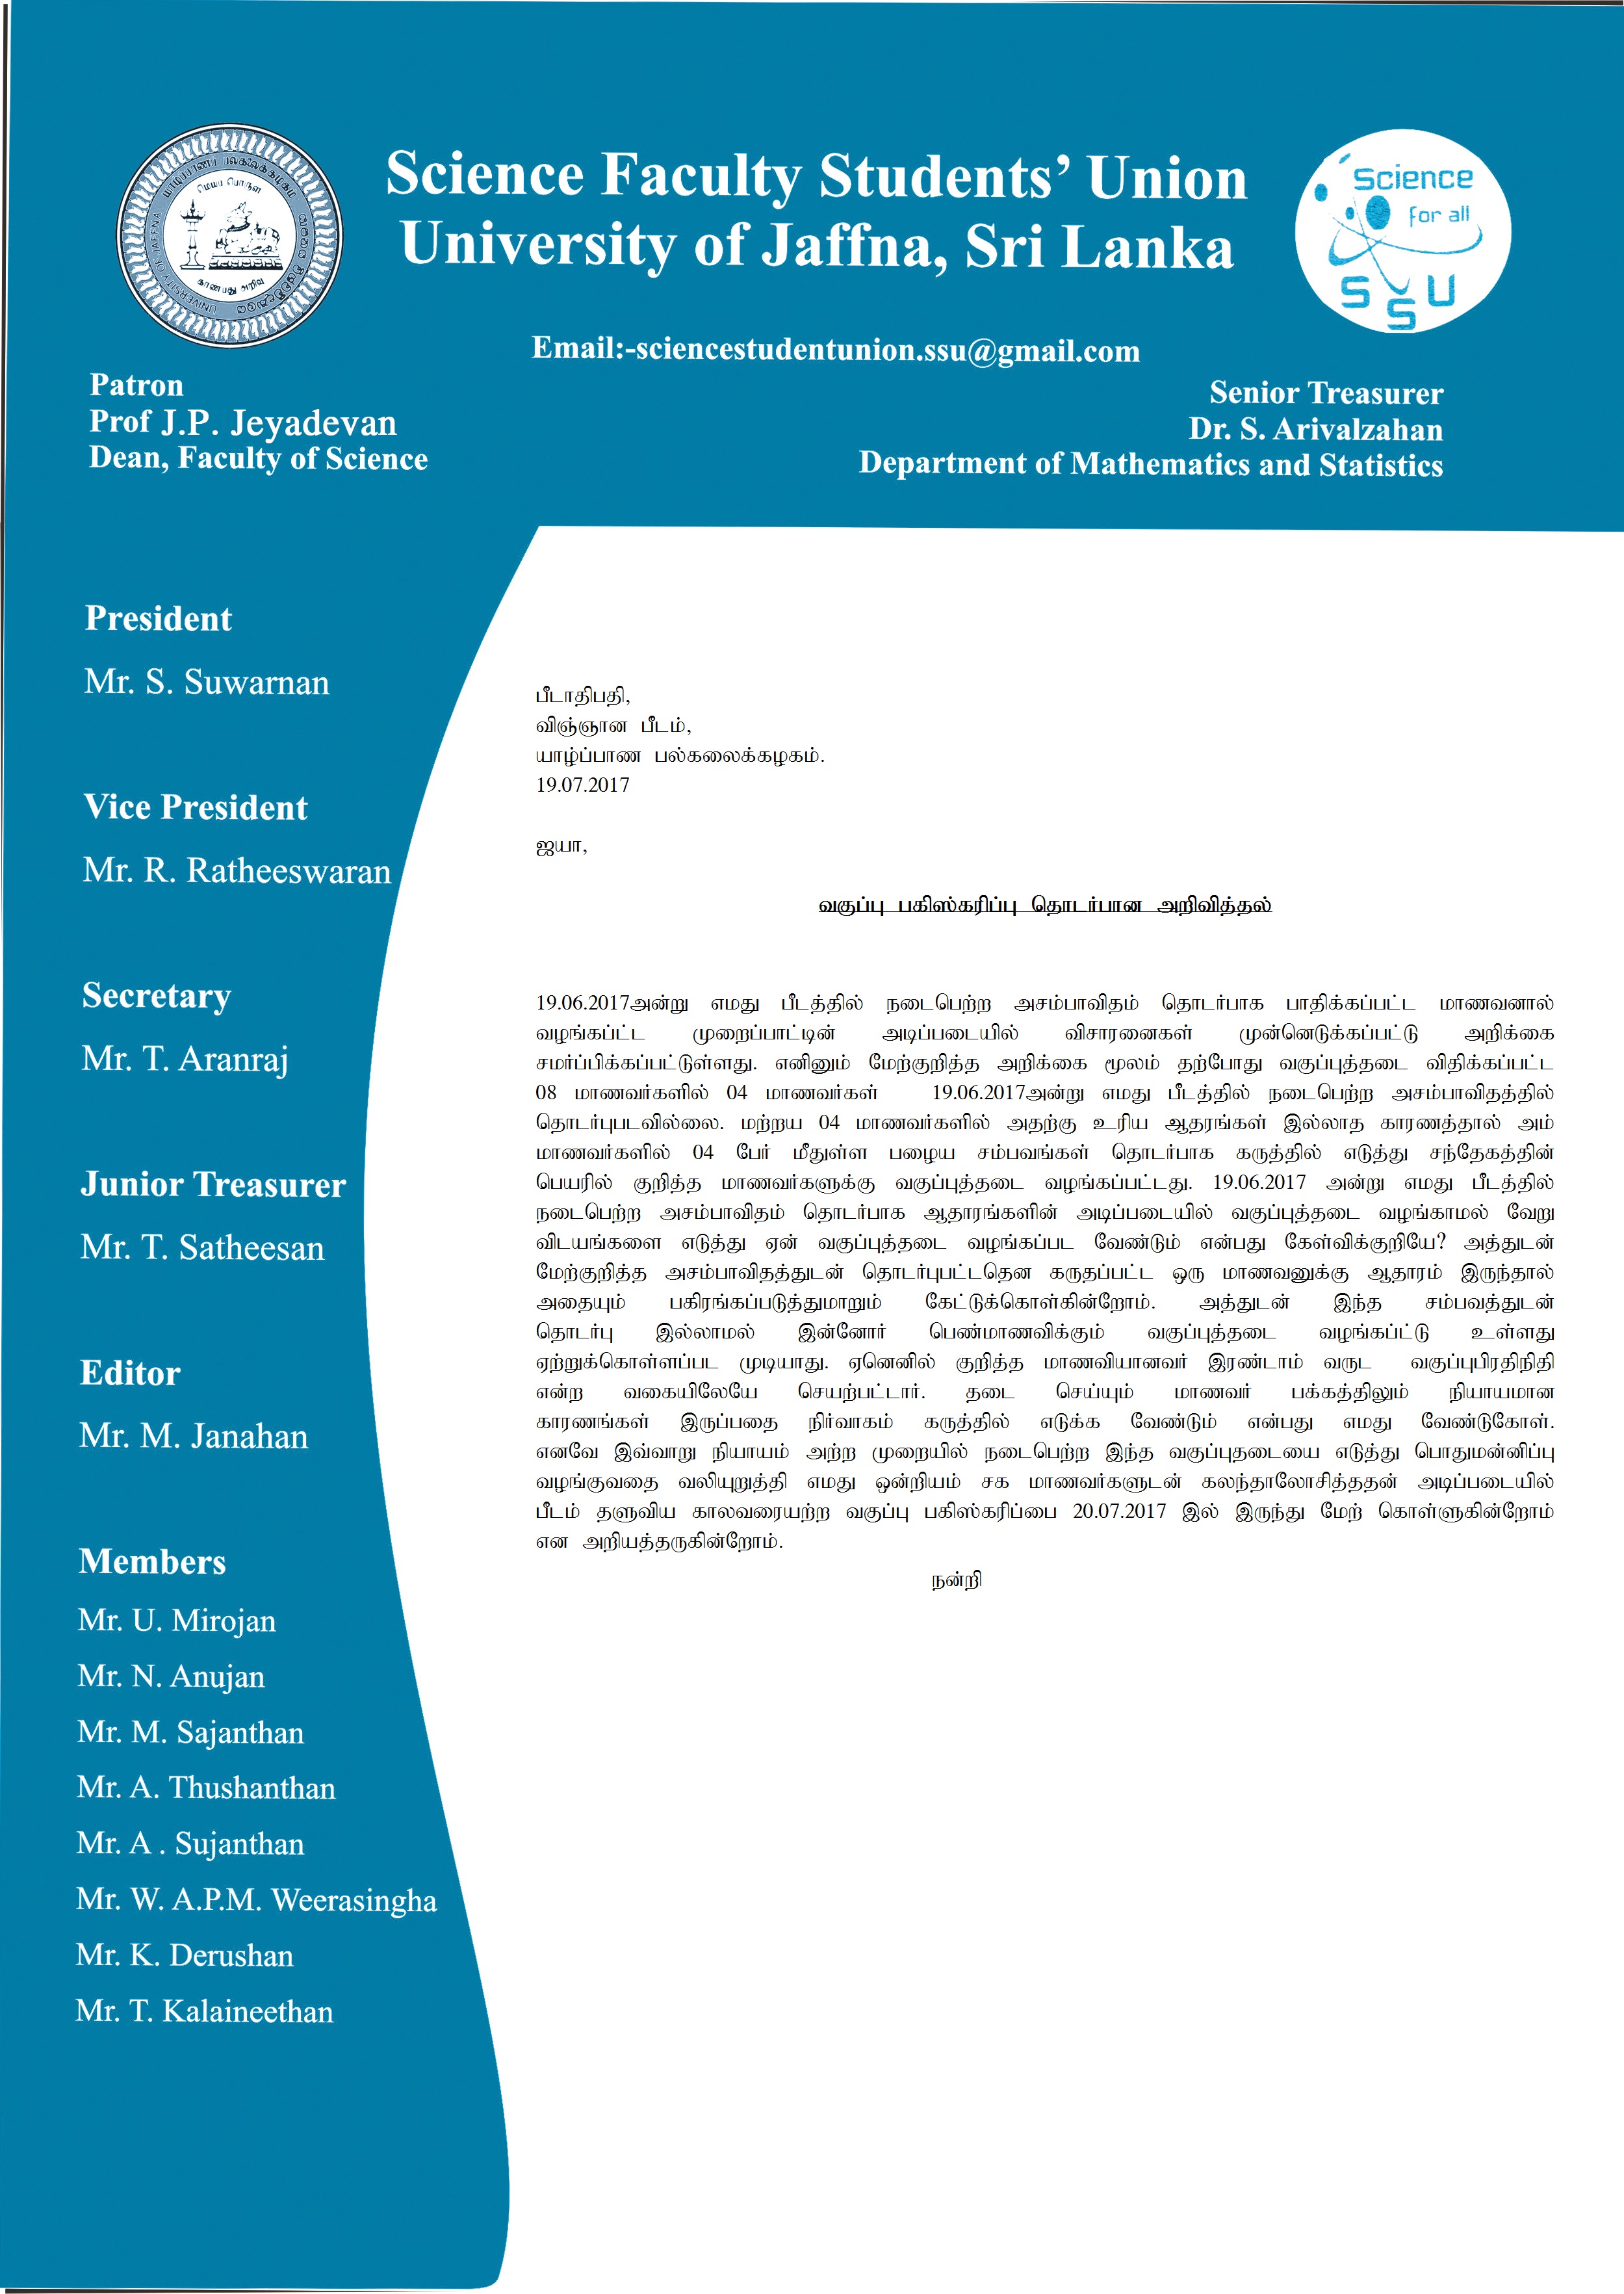 யாழ்ப்பாணப் பல்கலைக்கழகம்
UNIVERSITY OF JAFFNA
மெய்ப் பொருள்
காண்பது அறிவு
Science Faculty Students’ Union
University of Jaffna, Sri Lanka
Science
for all
S S U
Email:-sciencestudentunion.ssu@gmail.com
Patron
Prof J.P. Jeyadevan
Dean, Faculty of Science
Senior Treasurer
Dr. S. Arivalzahan
Department of Mathematics and Statistics
President
Mr. S. Suwarnan
Vice President
Mr. R. Ratheeswaran
Secretary
Mr. T. Aranraj
Junior Treasurer
Mr. T. Satheesan
Editor
Mr. M. Janahan
Members
Mr. U. Mirojan
Mr. N. Anujan
Mr. M. Sajanthan
Mr. A. Thushanthan
Mr. A . Sujanthan
Mr. W. A.P.M. Weerasingha
Mr. K. Derushan
Mr. T. Kalaineethan
பீடாதிபதி,
விஞ்ஞான பீடம்,
யாழ்ப்பாண பல்கலைக்கழகம்.
19.07.2017
ஐயா,
வகுப்பு பகிஸ்கரிப்பு தொடர்பான அறிவித்தல்
19.06.2017அன்று எமது பீடத்தில் நடைபெற்ற அசம்பாவிதம் தொடர்பாக பாதிக்கப்பட்ட மாணவனால்
வழங்கப்ட்ட முறைப்பாட்டின் அடிப்படையில் விசாரனைகள் முன்னெடுக்கப்பட்டு அறிக்கை
சமர்ப்பிக்கப்பட்டுள்ளது. எனினும் மேற்குறித்த அறிக்கை மூலம் தற்போது வகுப்புத்தடை விதிக்கப்பட்ட
08 மாணவர்களில் 04 மாணவர்கள் 19.06.2017அன்று எமது பீடத்தில் நடைபெற்ற அசம்பாவிதத்தில்
தொடர்புபடவில்லை. மற்றய 04 மாணவர்களில் அதற்கு உரிய ஆதரங்கள் இல்லாத காரணத்தால் அம்
மாணவர்களில் 04 பேர் மீதுள்ள பழைய சம்பவங்கள் தொடர்பாக கருத்தில் எடுத்து சந்தேகத்தின்
பெயரில் குறித்த மாணவர்களுக்கு வகுப்புத்தடை வழங்கப்பட்டது. 19.06.2017 அன்று எமது பீடத்தில்
நடைபெற்ற அசம்பாவிதம் தொடர்பாக ஆதாரங்களின் அடிப்படையில் வகுப்புத்தடை வழங்காமல் வேறு
விடயங்களை எடுத்து ஏன் வகுப்புத்தடை வழங்கப்பட வேண்டும் என்பது கேள்விக்குறியே? அத்துடன்
மேற்குறித்த அசம்பாவிதத்துடன் தொடர்புபட்டதென கருதப்பட்ட ஒரு மாணவனுக்கு ஆதாரம் இருந்தால்
அதையும் பகிரங்கப்படுத்துமாறும் கேட்டுக்கொள்கின்றோம். அத்துடன் இந்த சம்பவத்துடன்
தொடர்பு இல்லாமல் இன்னோர் பெண்மாணவிக்கும் வகுப்புத்தடை வழங்கப்ட்டு உள்ளது
ஏற்றுக்கொள்ளப்பட முடியாது. ஏனெனில் குறித்த மாணவியானவர் இரண்டாம் வருட வகுப்புபிரதிநிதி
என்ற வகையிலேயே செயற்பட்டார். தடை செய்யும் மாணவர் பக்கத்திலும் நியாயமான
காரணங்கள் இருப்பதை நிர்வாகம் கருத்தில் எடுக்க வேண்டும் என்பது எமது வேண்டுகோள்.
எனவே இவ்வாறு நியாயம் அற்ற முறையில் நடைபெற்ற இந்த வகுப்புதடையை எடுத்து பொதுமன்னிப்பு
வழங்குவதை வலியுறுத்தி எமது ஒன்றியம் சக மாணவர்களுடன் கலந்தாலோசித்ததன் அடிப்படையில்
பீடம் தளுவிய காலவரையற்ற வகுப்பு பகிஸ்கரிப்பை 20.07.2017 இல் இருந்து மேற் கொள்ளுகின்றோம்
என அறியத்தருகின்றோம்.
நன்றி